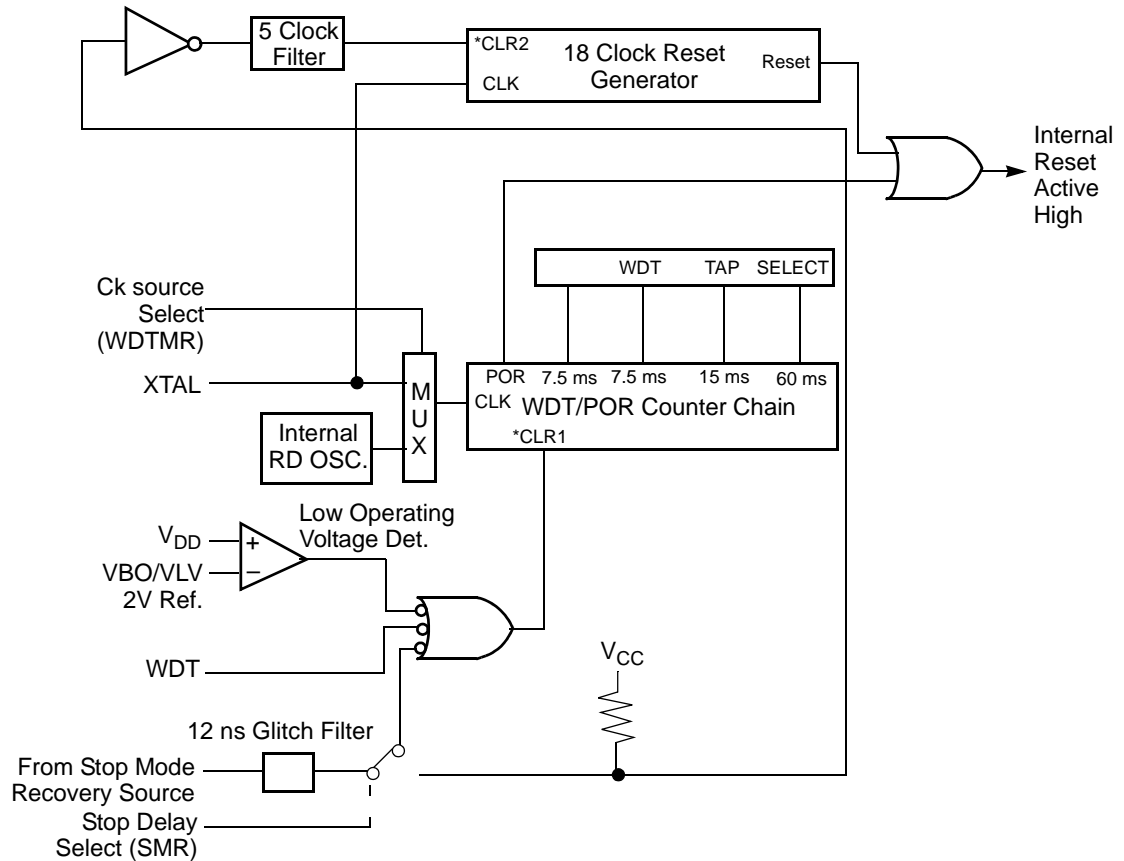 5 Clock
Filter
*CLR2
CLK
18 Clock Reset
Generator
Reset
Internal
Reset
Active
High
WDT TAP SELECT
Ck source
Select
(WDTMR)
XTAL
M
U
X
Internal
RD OSC.
POR 7.5 ms 7.5 ms 15 ms 60 ms
CLK WDT/POR Counter Chain
*CLR1
Low Operating
Voltage Det.
VDD
VBO/VLV
2V Ref.
+
–
WDT
VCC
12 ns Glitch Filter
From Stop Mode
Recovery Source
Stop Delay
Select (SMR)